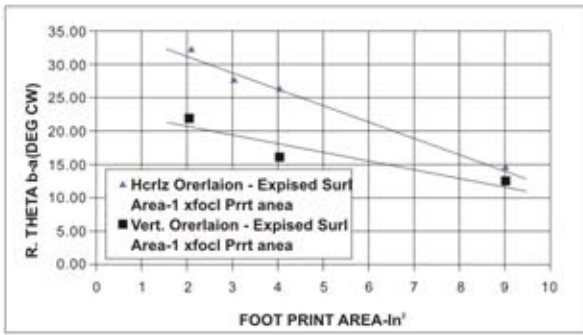 35.00
30.00
25.00
20.00
15.00
10.00
5.00
0.00
R. THETA b-a(DEG CW)
Hcrlz Orerlaion - Expised Surl
Area-1 xfocl Prrt anea
Vert. Orerlaion - Expised Surl
Area-1 xfocl Prrt anea
0 1 2 3 4 5 6 7 8 9 10
FOOT PRINT AREA-In²